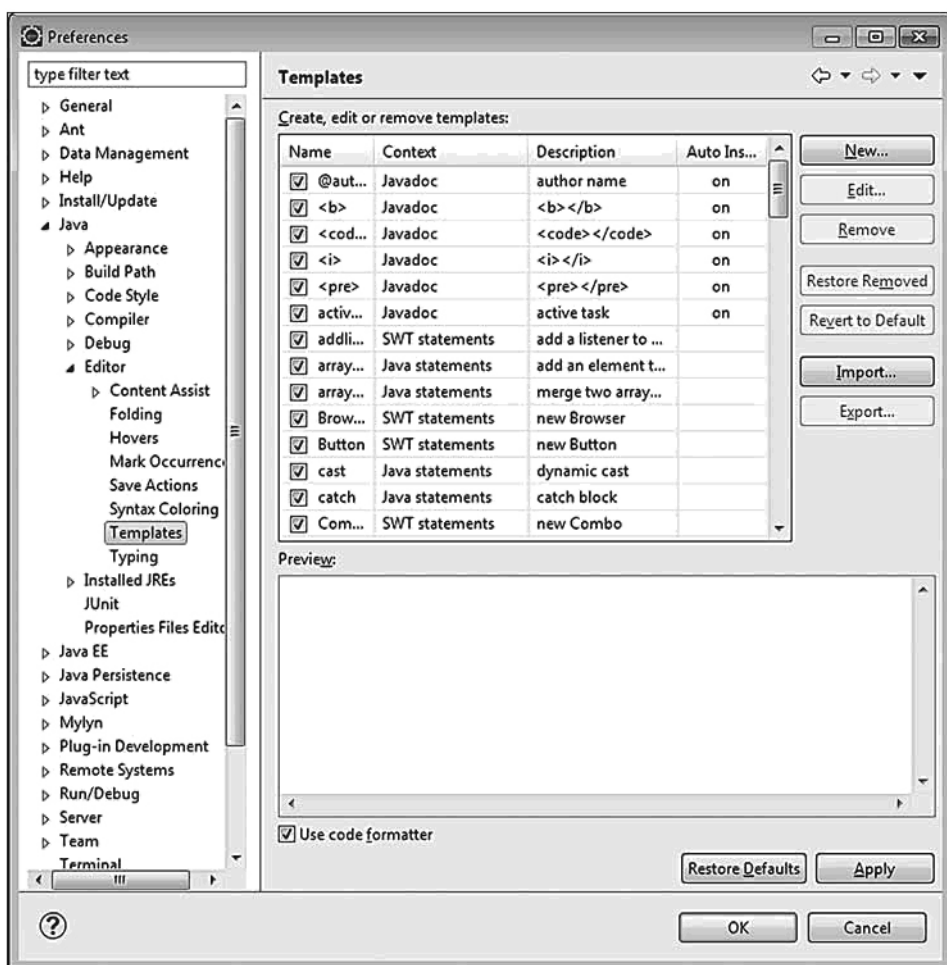 Preferences
type filter text
General
Ant
Data Management
Help
Install/Update
Java
Appearance
Build Path
Code Style
Compiler
Debug
Editor
Content Assist
Folding
Hovers
Mark Occurrenc
Save Actions
Syntax Coloring
Templates
Typing
Installed JREs
JUnit
Properties Files Edito
Java EE
Java Persistence
JavaScript
Mylyn
Plug-in Development
Remote Systems
Run/Debug
Server
Team
Terminal
Templates
Create, edit or remove templates:
Name Context Description Auto Ins...
@aut... Javadoc author name on
<b> Javadoc <b></b> on
<cod... Javadoc <code></code> on
<i> Javadoc <i></i> on
<pre> Javadoc <pre></pre> on
activ... Javadoc active task on
addli... SWT statements add a listener to ...
array... Java statements add an element t...
array... Java statements merge two array...
Brow... SWT statements new Browser
Button SWT statements new Button
cast Java statements dynamic cast
catch Java statements catch block
Com... SWT statements new Combo
New...
Edit...
Remove
Restore Removed
Revert to Default
Import...
Export...
Preview:
Use code formatter
Restore Defaults Apply
? OK Cancel